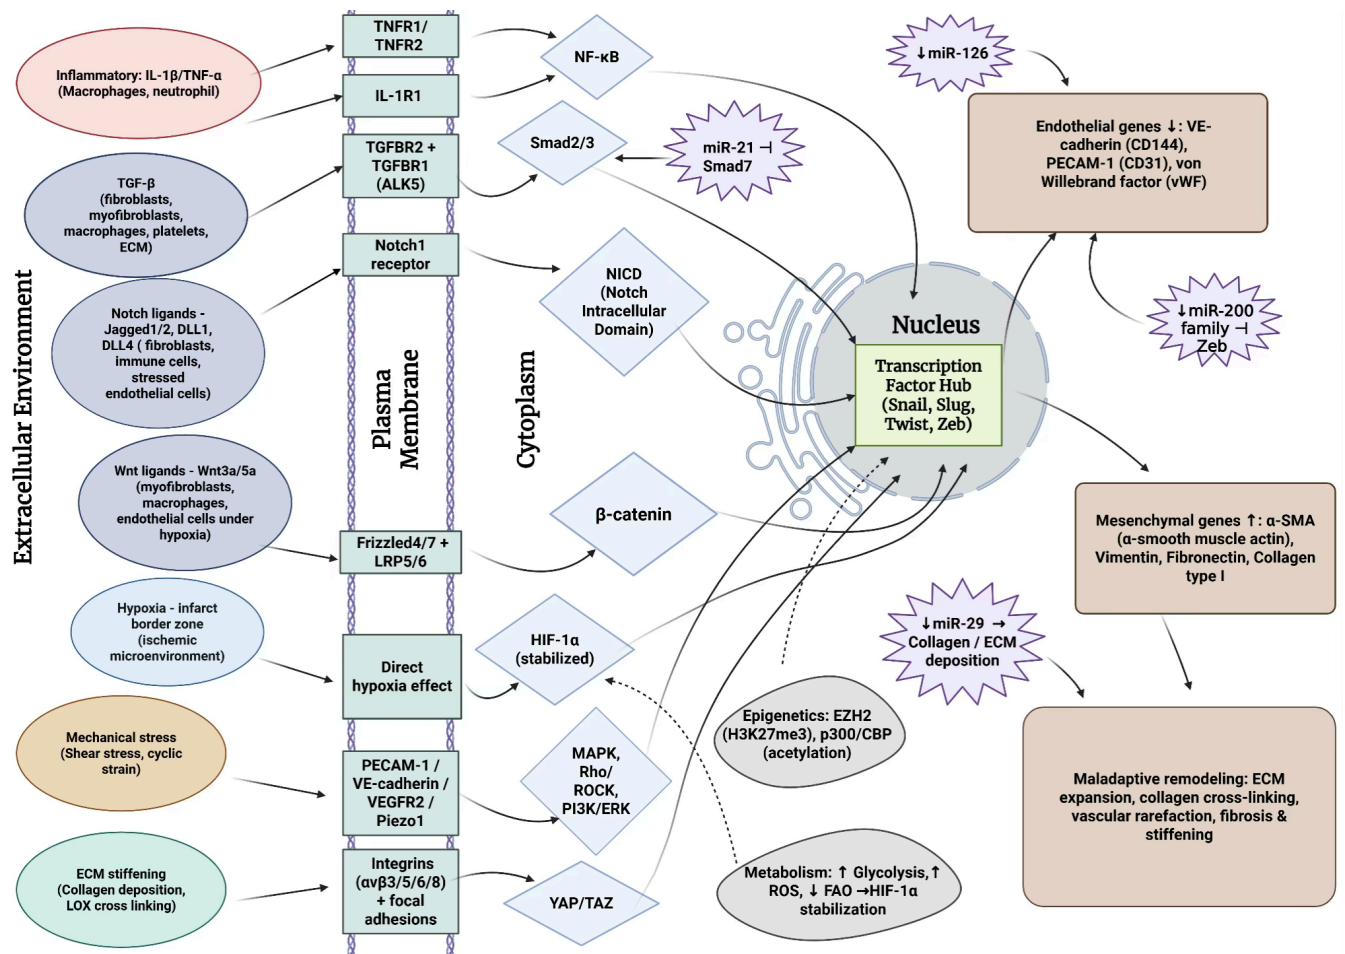 Extracellular Environment
Inflammatory: IL-1β/TNF-α
(Macrophages, neutrophil)
TGF-β
(fibroblasts,
myofibroblasts,
macrophages, platelets,
ECM)
Notch ligands -
Jagged1/2, DLL1,
DLL4 ( fibroblasts,
immune cells,
stressed
endothelial cells)
Wnt ligands - Wnt3a/5a
(myofibroblasts,
macrophages,
endothelial cells under
hypoxia)
Hypoxia - infarct
border zone
(ischemic
microenvironment)
Mechanical stress
(Shear stress, cyclic
strain)
ECM stiffening
(Collagen deposition,
LOX cross linking)
Plasma
Membrane
TNFR1/
TNFR2
IL-1R1
TGFBR2 +
TGFBR1
(ALK5)
Notch1
receptor
Frizzled4/7 +
LRP5/6
Direct
hypoxia effect
PECAM-1 /
VE-cadherin /
VEGFR2 /
Piezo1
Integrins
(αvβ3/5/6/8)
+ focal
adhesions
Cytoplasm
NF-κB
Smad2/3
NICD
(Notch
Intracellular
Domain)
β-catenin
HIF-1α
(stabilized)
MAPK,
Rho/
ROCK,
PI3K/ERK
YAP/TAZ
miR-21 ⊣
Smad7
Nucleus
Transcription
Factor Hub
(Snail, Slug,
Twist, Zeb)
Epigenetics: EZH2
(H3K27me3), p300/CBP
(acetylation)
Metabolism: ↑ Glycolysis,↑
ROS, ↓ FAO →HIF-1α
stabilization
↓miR-126
Endothelial genes ↓: VE-
cadherin (CD144),
PECAM-1 (CD31), von
Willebrand factor (vWF)
↓miR-200
family ⊣
Zeb
Mesenchymal genes ↑: α-SMA
(α-smooth muscle actin),
Vimentin, Fibronectin, Collagen
type I
↓miR-29 →
Collagen / ECM
deposition
Maladaptive remodeling: ECM
expansion, collagen cross-linking,
vascular rarefaction, fibrosis &
stiffening